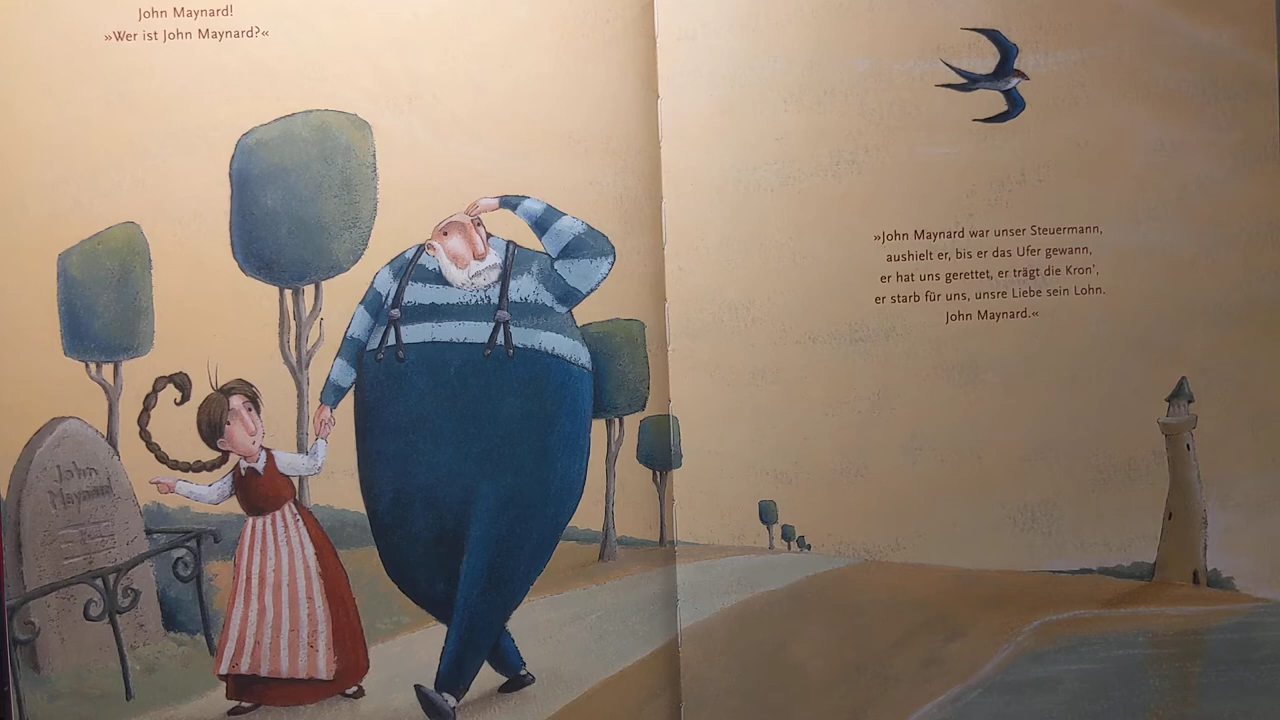 John Maynard!
»Wer ist John Maynard?«
John
Maynard
»John Maynard war unser Steuermann,
aushielt er, bis er das Ufer gewann,
er hat uns gerettet, er trägt die Kron’,
er starb für uns, unsre Liebe sein Lohn.
John Maynard.«